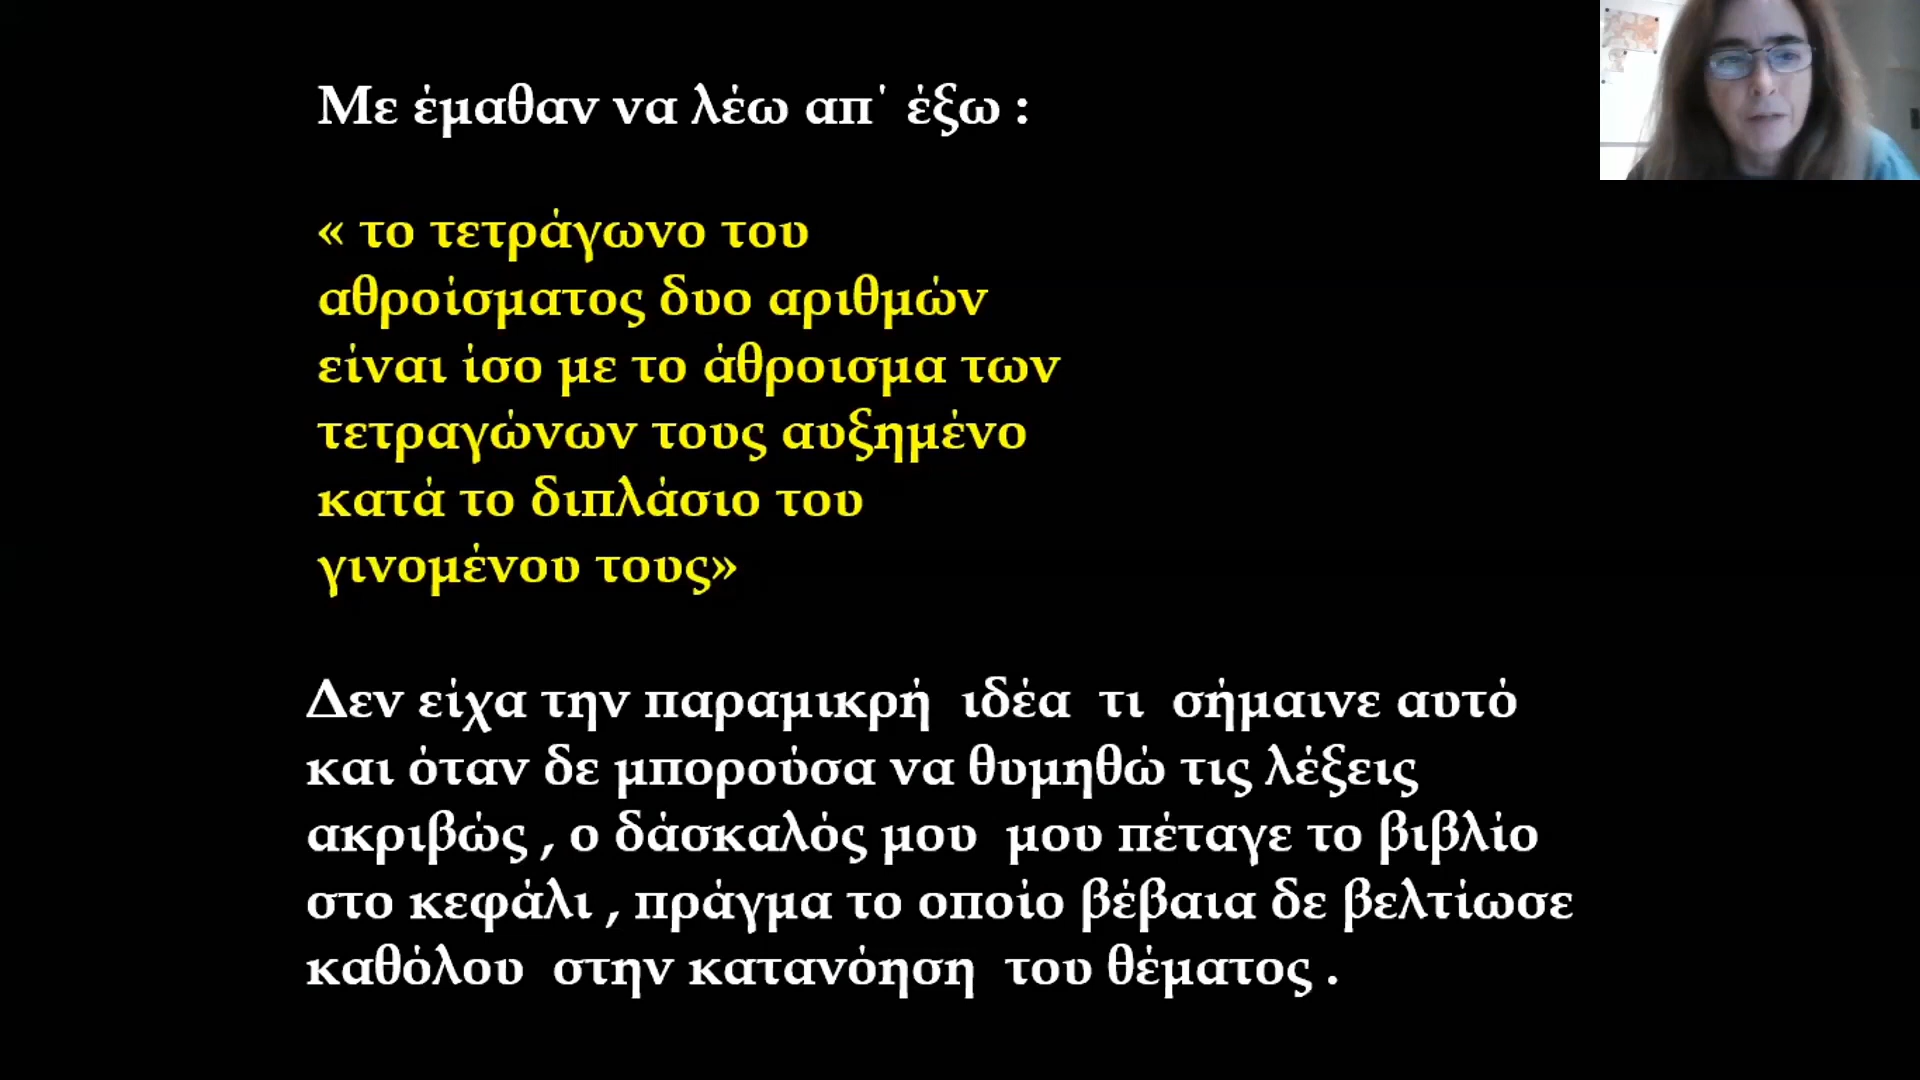 Με έμαθαν να λέω απ΄ έξω :
« το τετράγωνο του
αθροίσματος δυο αριθμών
είναι ίσο με το άθροισμα των
τετραγώνων τους αυξημένο
κατά το διπλάσιο του
γινομένου τους»
Δεν είχα την παραμικρή ιδέα τι σήμαινε αυτό
και όταν δε μπορούσα να θυμηθώ τις λέξεις
ακριβώς , ο δάσκαλός μου μου πέταγε το βιβλίο
στο κεφάλι , πράγμα το οποίο βέβαια δε βελτίωσε
καθόλου στην κατανόηση του θέματος .